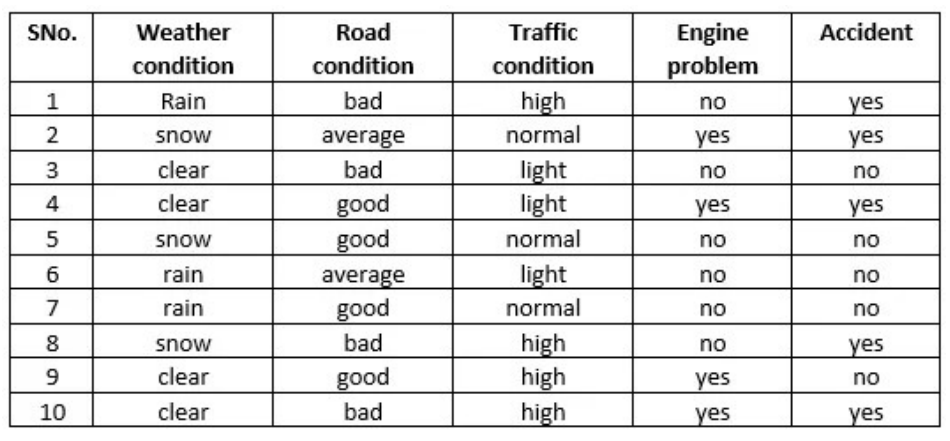 SNo. Weather condition Road condition Traffic condition Engine problem Accident
1 Rain bad high no yes
2 snow average normal yes yes
3 clear bad light no no
4 clear good light yes yes
5 snow good normal no no
6 rain average light no no
7 rain good normal no no
8 snow bad high no yes
9 clear good high yes no
10 clear bad high yes yes